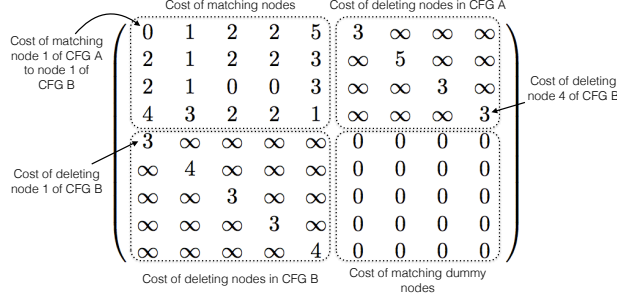 Cost of matching nodes
Cost of deleting nodes in CFG A
Cost of matching
node 1 of CFG A
to node 1 of
CFG B
0 1 2 2 5 3 ∞ ∞ ∞
2 1 2 2 3 ∞ 5 ∞ ∞
2 1 0 0 3 ∞ ∞ 3 ∞
4 3 2 2 1 ∞ ∞ ∞ 3
Cost of deleting
node 4 of CFG B
3 ∞ ∞ ∞ ∞ 0 0 0 0
∞ 4 ∞ ∞ ∞ 0 0 0 0
∞ ∞ 3 ∞ ∞ 0 0 0 0
∞ ∞ ∞ 3 ∞ 0 0 0 0
∞ ∞ ∞ ∞ 4 0 0 0 0
Cost of deleting
node 1 of CFG B
Cost of deleting nodes in CFG B
Cost of matching dummy
nodes